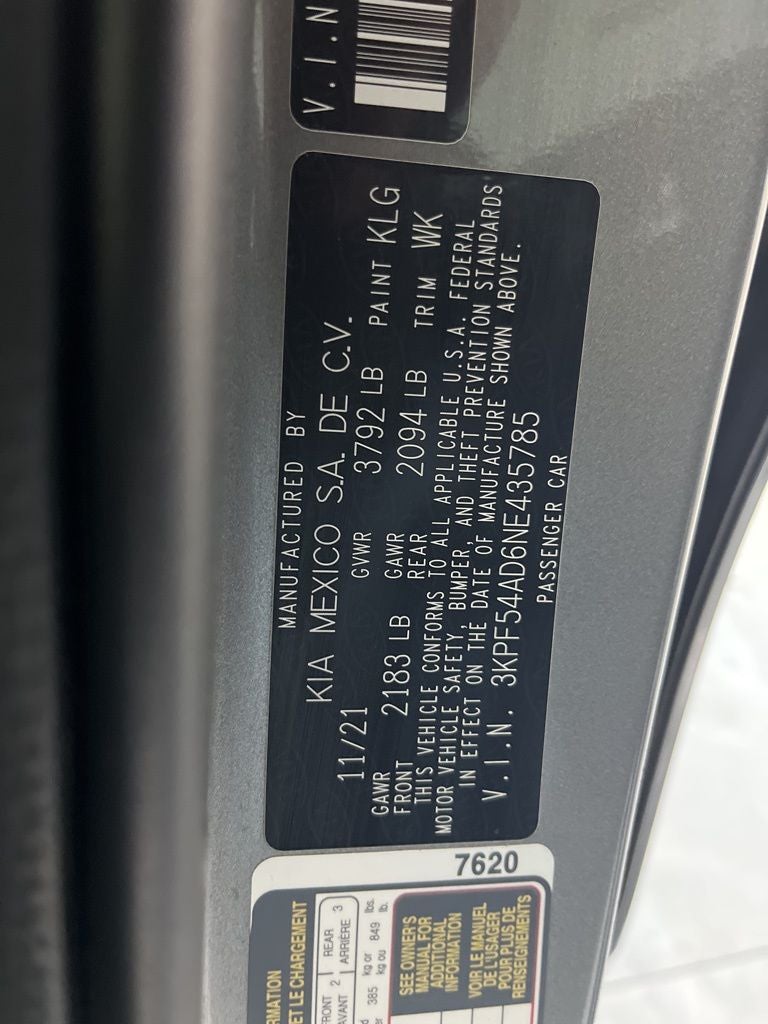 V.I.N
MANUFACTURED BY
KIA MEXICO S.A. DE C.V.
11/21 GVWR 3792 LB PAINT KLG
GAWR FRONT 2183 LB GAWR REAR 2094 LB TRIM WK
THIS VEHICLE CONFORMS TO ALL APPLICABLE U.S.A. FEDERAL
MOTOR VEHICLE SAFETY, BUMPER, AND THEFT PREVENTION STANDARDS
IN EFFECT ON THE DATE OF MANUFACTURE SHOWN ABOVE.
V.I.N. 3KPF54AD6NE435785
PASSENGER CAR
7620
ET LE CHARGEMENT
2 REAR 3
AVANT ARRIÈRE
385 kg or 849 lbs.
kg ou lb.
SEE OWNER'S
MANUAL FOR
ADDITIONAL
INFORMATION
VOIR LE MANUEL
DE L'USAGER
POUR PLUS DE
RENSEIGNEMENTS